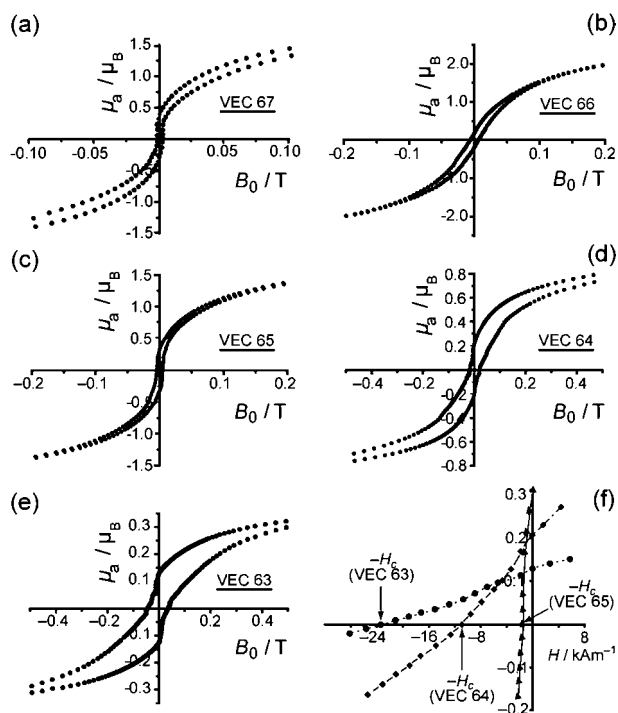 (a)
μa / μB
1.5
1.0
0.5
VEC 67
-0.10
-0.05
0.05
0.10
-0.5
-1.0
-1.5
B0 / T
(b)
μa / μB
2.0
1.0
VEC 66
-0.2
-0.1
0.1
0.2
-1.0
-2.0
B0 / T
(c)
μa / μB
1.5
1.0
0.5
VEC 65
-0.2
-0.1
0.1
0.2
-1.0
-1.5
B0 / T
(d)
μa / μB
0.8
0.6
0.4
0.2
VEC 64
-0.4
-0.2
0.2
0.4
-0.2
-0.4
-0.6
-0.8
B0 / T
(e)
μa / μB
0.3
0.2
0.1
VEC 63
-0.4
-0.2
0.2
0.4
-0.1
-0.2
-0.3
B0 / T
(f)
0.3
0.2
0.1
-Hc
(VEC 63)
-Hc
(VEC 65)
-24
-16
-8
8
H / kAm−1
-Hc
(VEC 64)
-0.1
-0.2